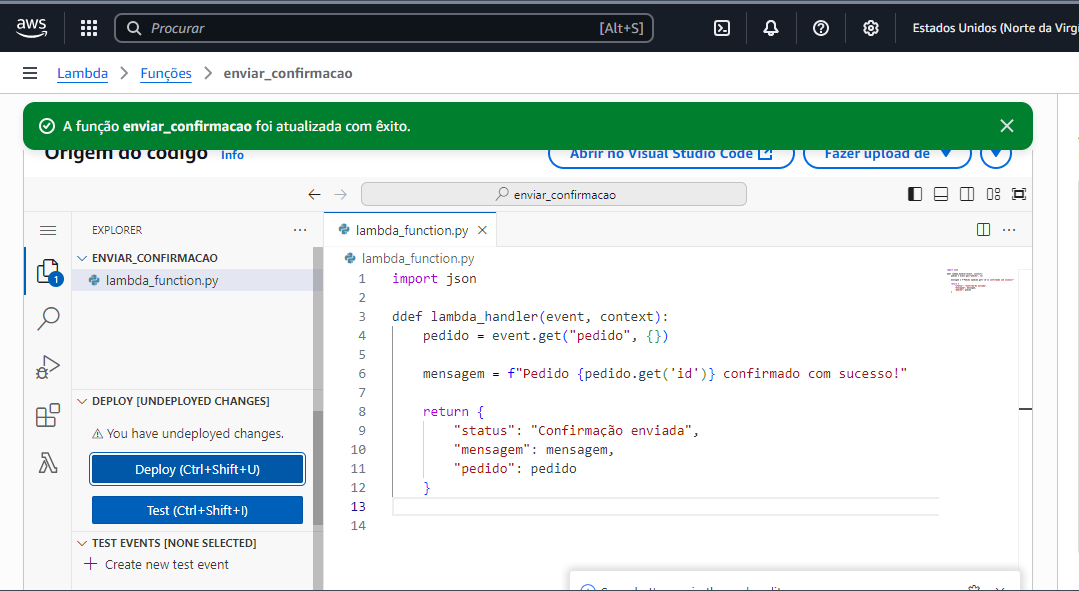 aws
Procurar [Alt+S] Estados Unidos (Norte da Virgí
Lambda > Funções > enviar_confirmacao
A função enviar_confirmacao foi atualizada com êxito.
Origem do código Info Abrir no Visual Studio Code Fazer upload de
enviar_confirmacao
EXPLORER
ENVIAR_CONFIRMACAO
lambda_function.py
1
DEPLOY [UNDEPLOYED CHANGES]
You have undeployed changes.
Deploy (Ctrl+Shift+U)
Test (Ctrl+Shift+I)
TEST EVENTS [NONE SELECTED]
Create new test event
lambda_function.py
lambda_function.py
1 import json
2
3 ddef lambda_handler(event, context):
4     pedido = event.get("pedido", {})
5
6     mensagem = f"Pedido {pedido.get('id')} confirmado com sucesso!"
7
8     return {
9         "status": "Confirmação enviada",
10         "mensagem": mensagem,
11         "pedido": pedido
12     }
13
14